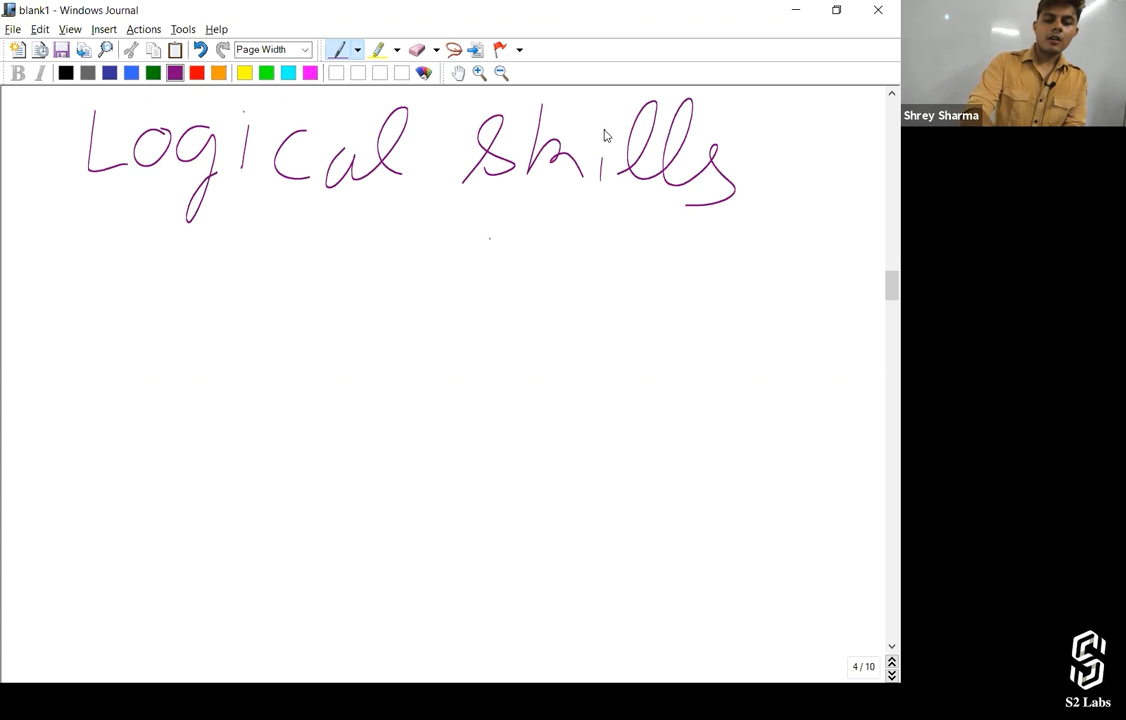 blank1 - Windows Journal
File Edit View Insert Actions Tools Help
Page Width
B I
Logical skills
Shrey Sharma
4 / 10
S2 Labs